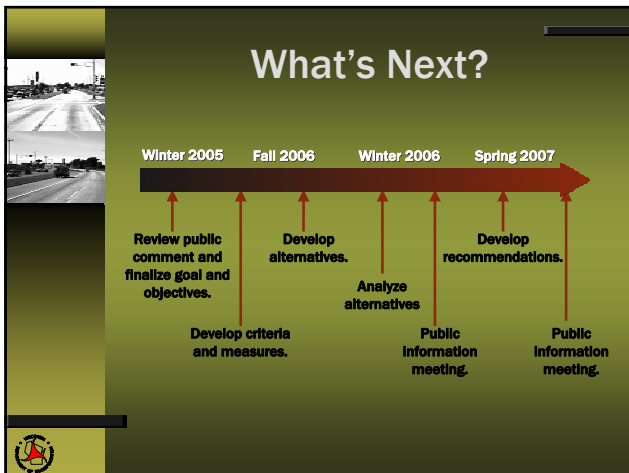 What's Next?
Winter 2005 Fall 2006 Winter 2006 Spring 2007
Review public
comment and
finalize goal and
objectives.
Develop criteria
and measures.
Develop
alternatives.
Analyze
alternatives
Public
information
meeting.
Develop
recommendations.
Public
information
meeting.